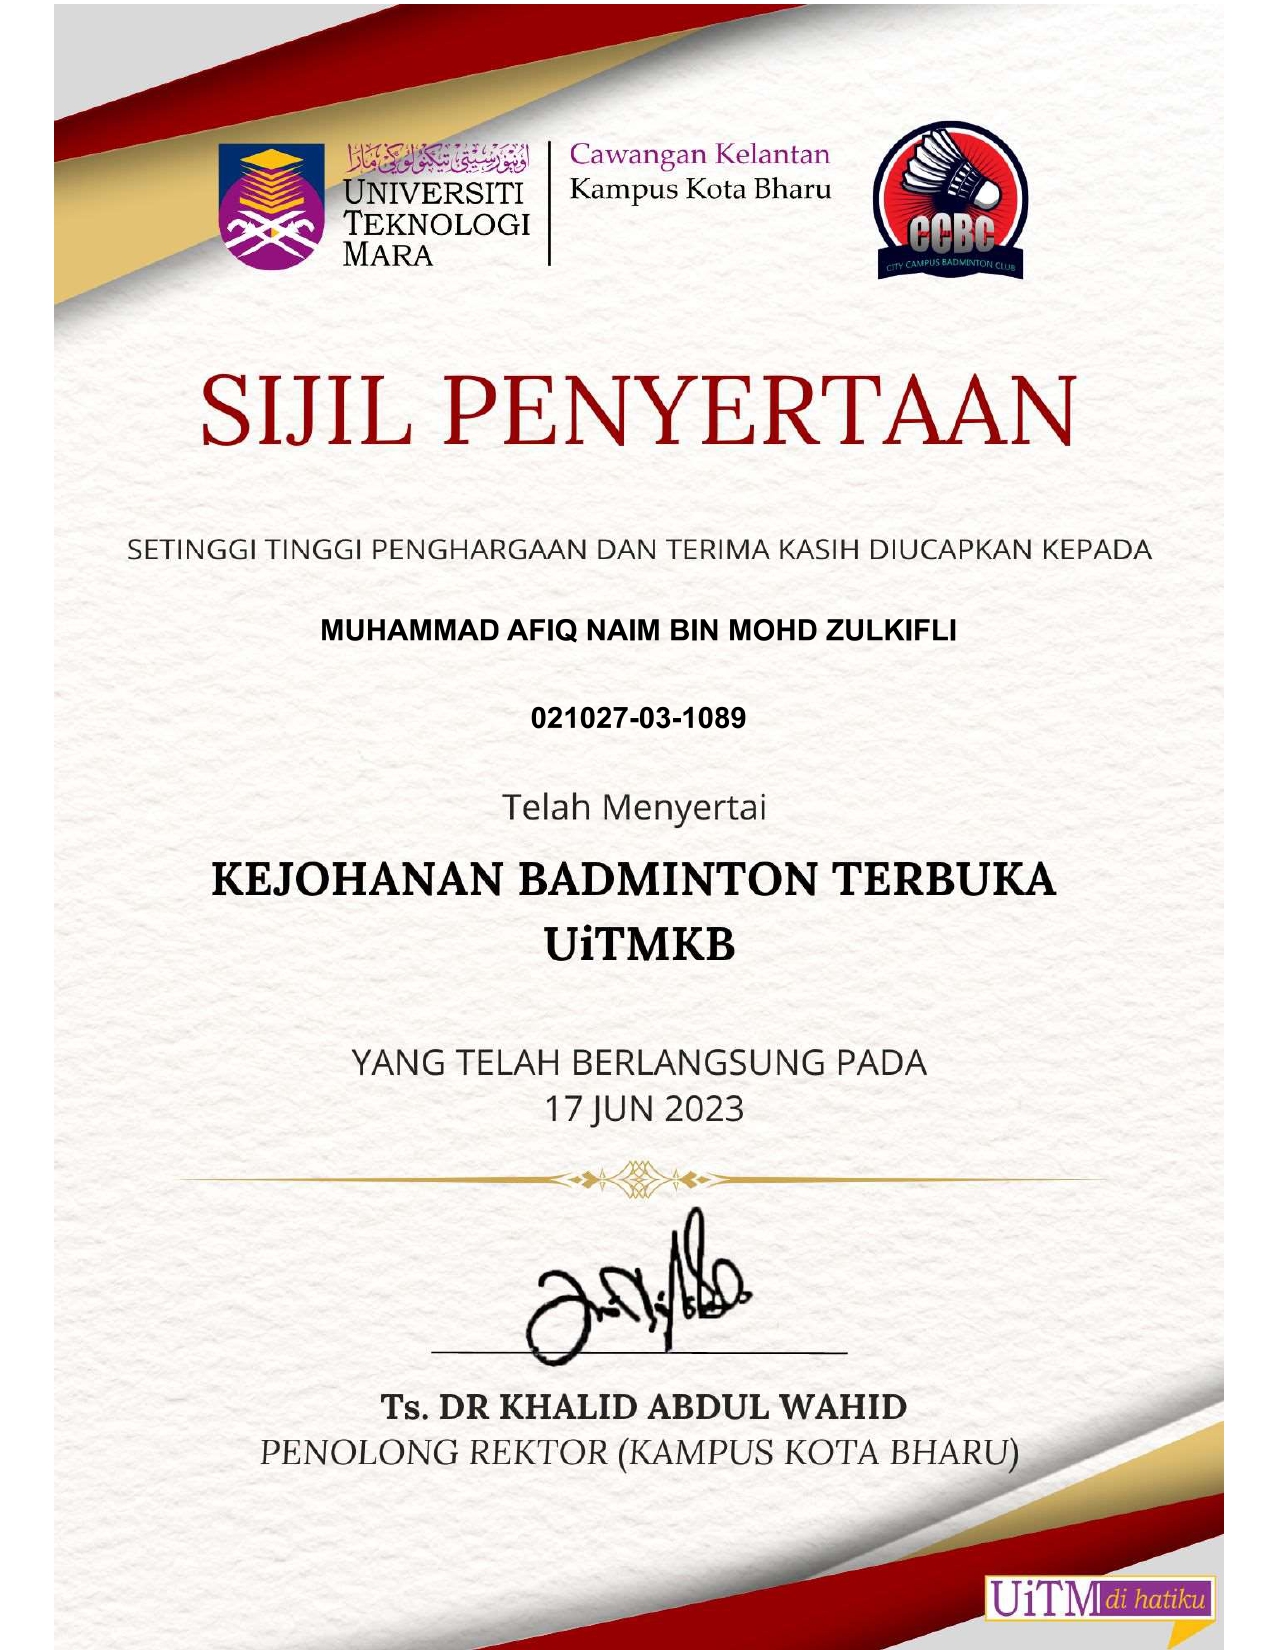 اونيۏرسيتي تيكنولوݢي مارا
UNIVERSITI
TEKNOLOGI
MARA
Cawangan Kelantan
Kampus Kota Bharu
CCBC
CITY CAMPUS BADMINTON CLUB
SIJIL PENYERTAAN
SETINGGI TINGGI PENGHARGAAN DAN TERIMA KASIH DIUCAPKAN KEPADA
MUHAMMAD AFIQ NAIM BIN MOHD ZULKIFLI
021027-03-1089
Telah Menyertai
KEJOHANAN BADMINTON TERBUKA
UiTMKB
YANG TELAH BERLANGSUNG PADA
17 JUN 2023
Ts. DR KHALID ABDUL WAHID
PENOLONG REKTOR (KAMPUS KOTA BHARU)
UiTM di hatiku